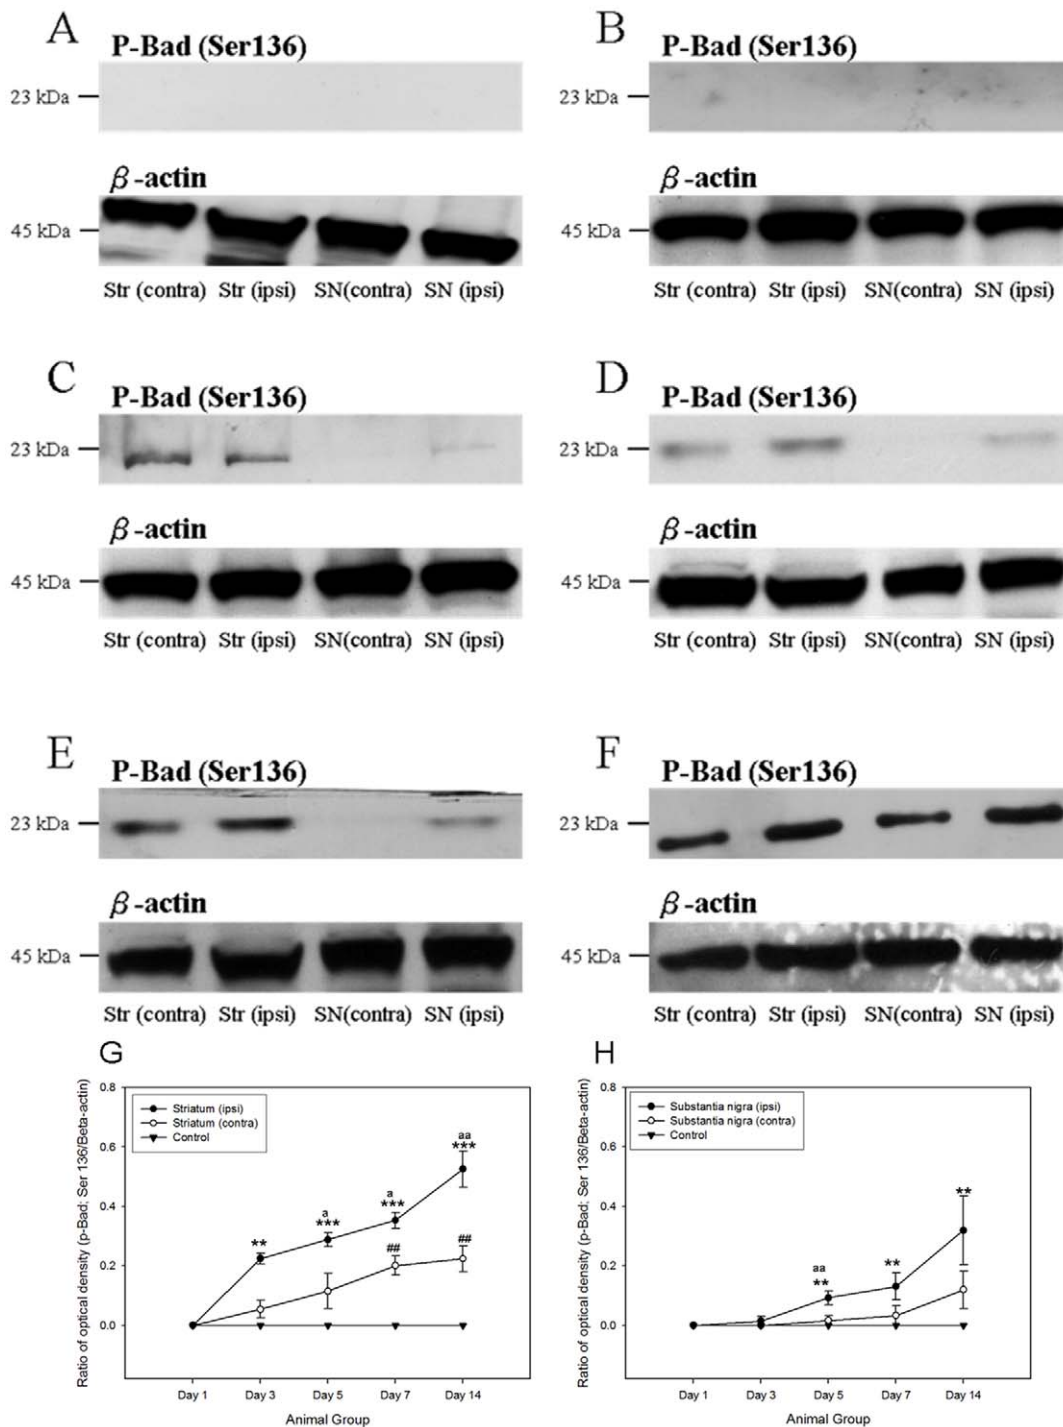 A
P-Bad (Ser136)
23 kDa
β-actin
45 kDa
Str (contra) Str (ipsi) SN(contra) SN (ipsi)
B
P-Bad (Ser136)
23 kDa
β-actin
45 kDa
Str (contra) Str (ipsi) SN(contra) SN (ipsi)
C
P-Bad (Ser136)
23 kDa
β-actin
45 kDa
Str (contra) Str (ipsi) SN(contra) SN (ipsi)
D
P-Bad (Ser136)
23 kDa
β-actin
45 kDa
Str (contra) Str (ipsi) SN(contra) SN (ipsi)
E
P-Bad (Ser136)
23 kDa
β-actin
45 kDa
Str (contra) Str (ipsi) SN(contra) SN (ipsi)
F
P-Bad (Ser136)
23 kDa
β-actin
45 kDa
Str (contra) Str (ipsi) SN(contra) SN (ipsi)
G
Ratio of optical density (p-Bad; Ser 136/Beta-actin)
0.8
0.6
0.4
0.2
0.0
Striatum (ipsi)
Striatum (contra)
Control
**
a
***
a
***
aa
***
##
##
Day 1 Day 3 Day 5 Day 7 Day 14
Animal Group
H
Ratio of optical density (p-Bad; Ser 136/Beta-actin)
0.8
0.6
0.4
0.2
0.0
Substantia nigra (ipsi)
Substantia nigra (contra)
Control
aa
**
**
**
Day 1 Day 3 Day 5 Day 7 Day 14
Animal Group